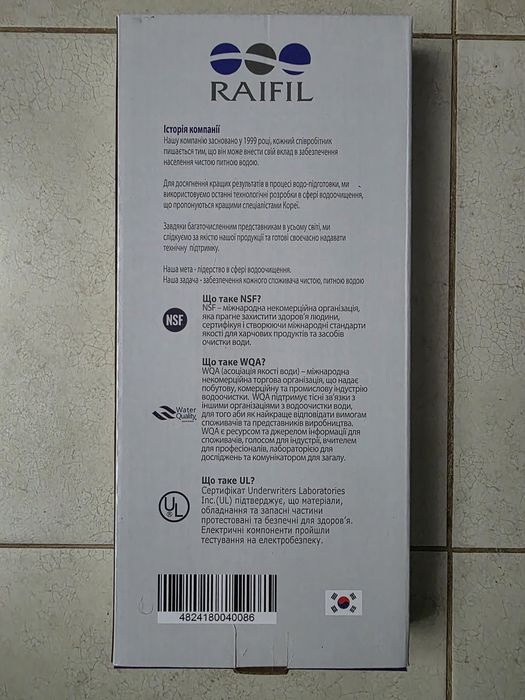 RAIFIL
Історія компанії
Нашу компанію засновано у 1999 році, кожний співробітник
пишається тим, що він може внести свій вклад в забезпечення
населення чистою питною водою.
Для досягнення кращих результатів в процесі водо-підготовки, ми
використовуємо останні технологічні розробки в сфері водоочищення,
що пропонуються кращими спеціалістами Кореї.
Завдяки багаточисленним представникам в усьому світі, ми
слідкуємо за якістю нашої продукції та готові своєчасно надавати
технічну підтримку.
Наша мета - лідерство в сфері водоочищення.
Наша задача - забезпечення кожного споживача чистою, питною водою
Що таке NSF?
NSF
NSF – міжнародна некомерційна організація,
яка прагне захистити здоров'я людини,
сертифікуя і створюючи міжнародні стандарти
якості для харчових продуктів та засобів
очистки води.
Що таке WQA?
WQA (асоціація якості води) – міжнародна
некомерційна торгова організація, що надає
побутову, комерційну та промислову індустрію
водоочистки. WQA підтримує тісні зв'язки з
іншими організаціями з водоочистки води,
для того аби як найкраще відповідати вимогам
споживачів та представників виробництва.
WQA є ресурсом та джерелом інформації для
споживачів, голосом для індустрії, вчителем для
професіоналів, лабораторією для
досліджень та комунікатором для загалу.
Water
Quality
Що таке UL?
UL
®
Сертифікат Underwriters Laboratories
Inc.(UL) підтверджує, що матеріали,
обладнання та запасні частини
протестовані та безпечні для здоров'я.
Електричні компоненти пройшли
тестування на електробезпеку.
4824180040086